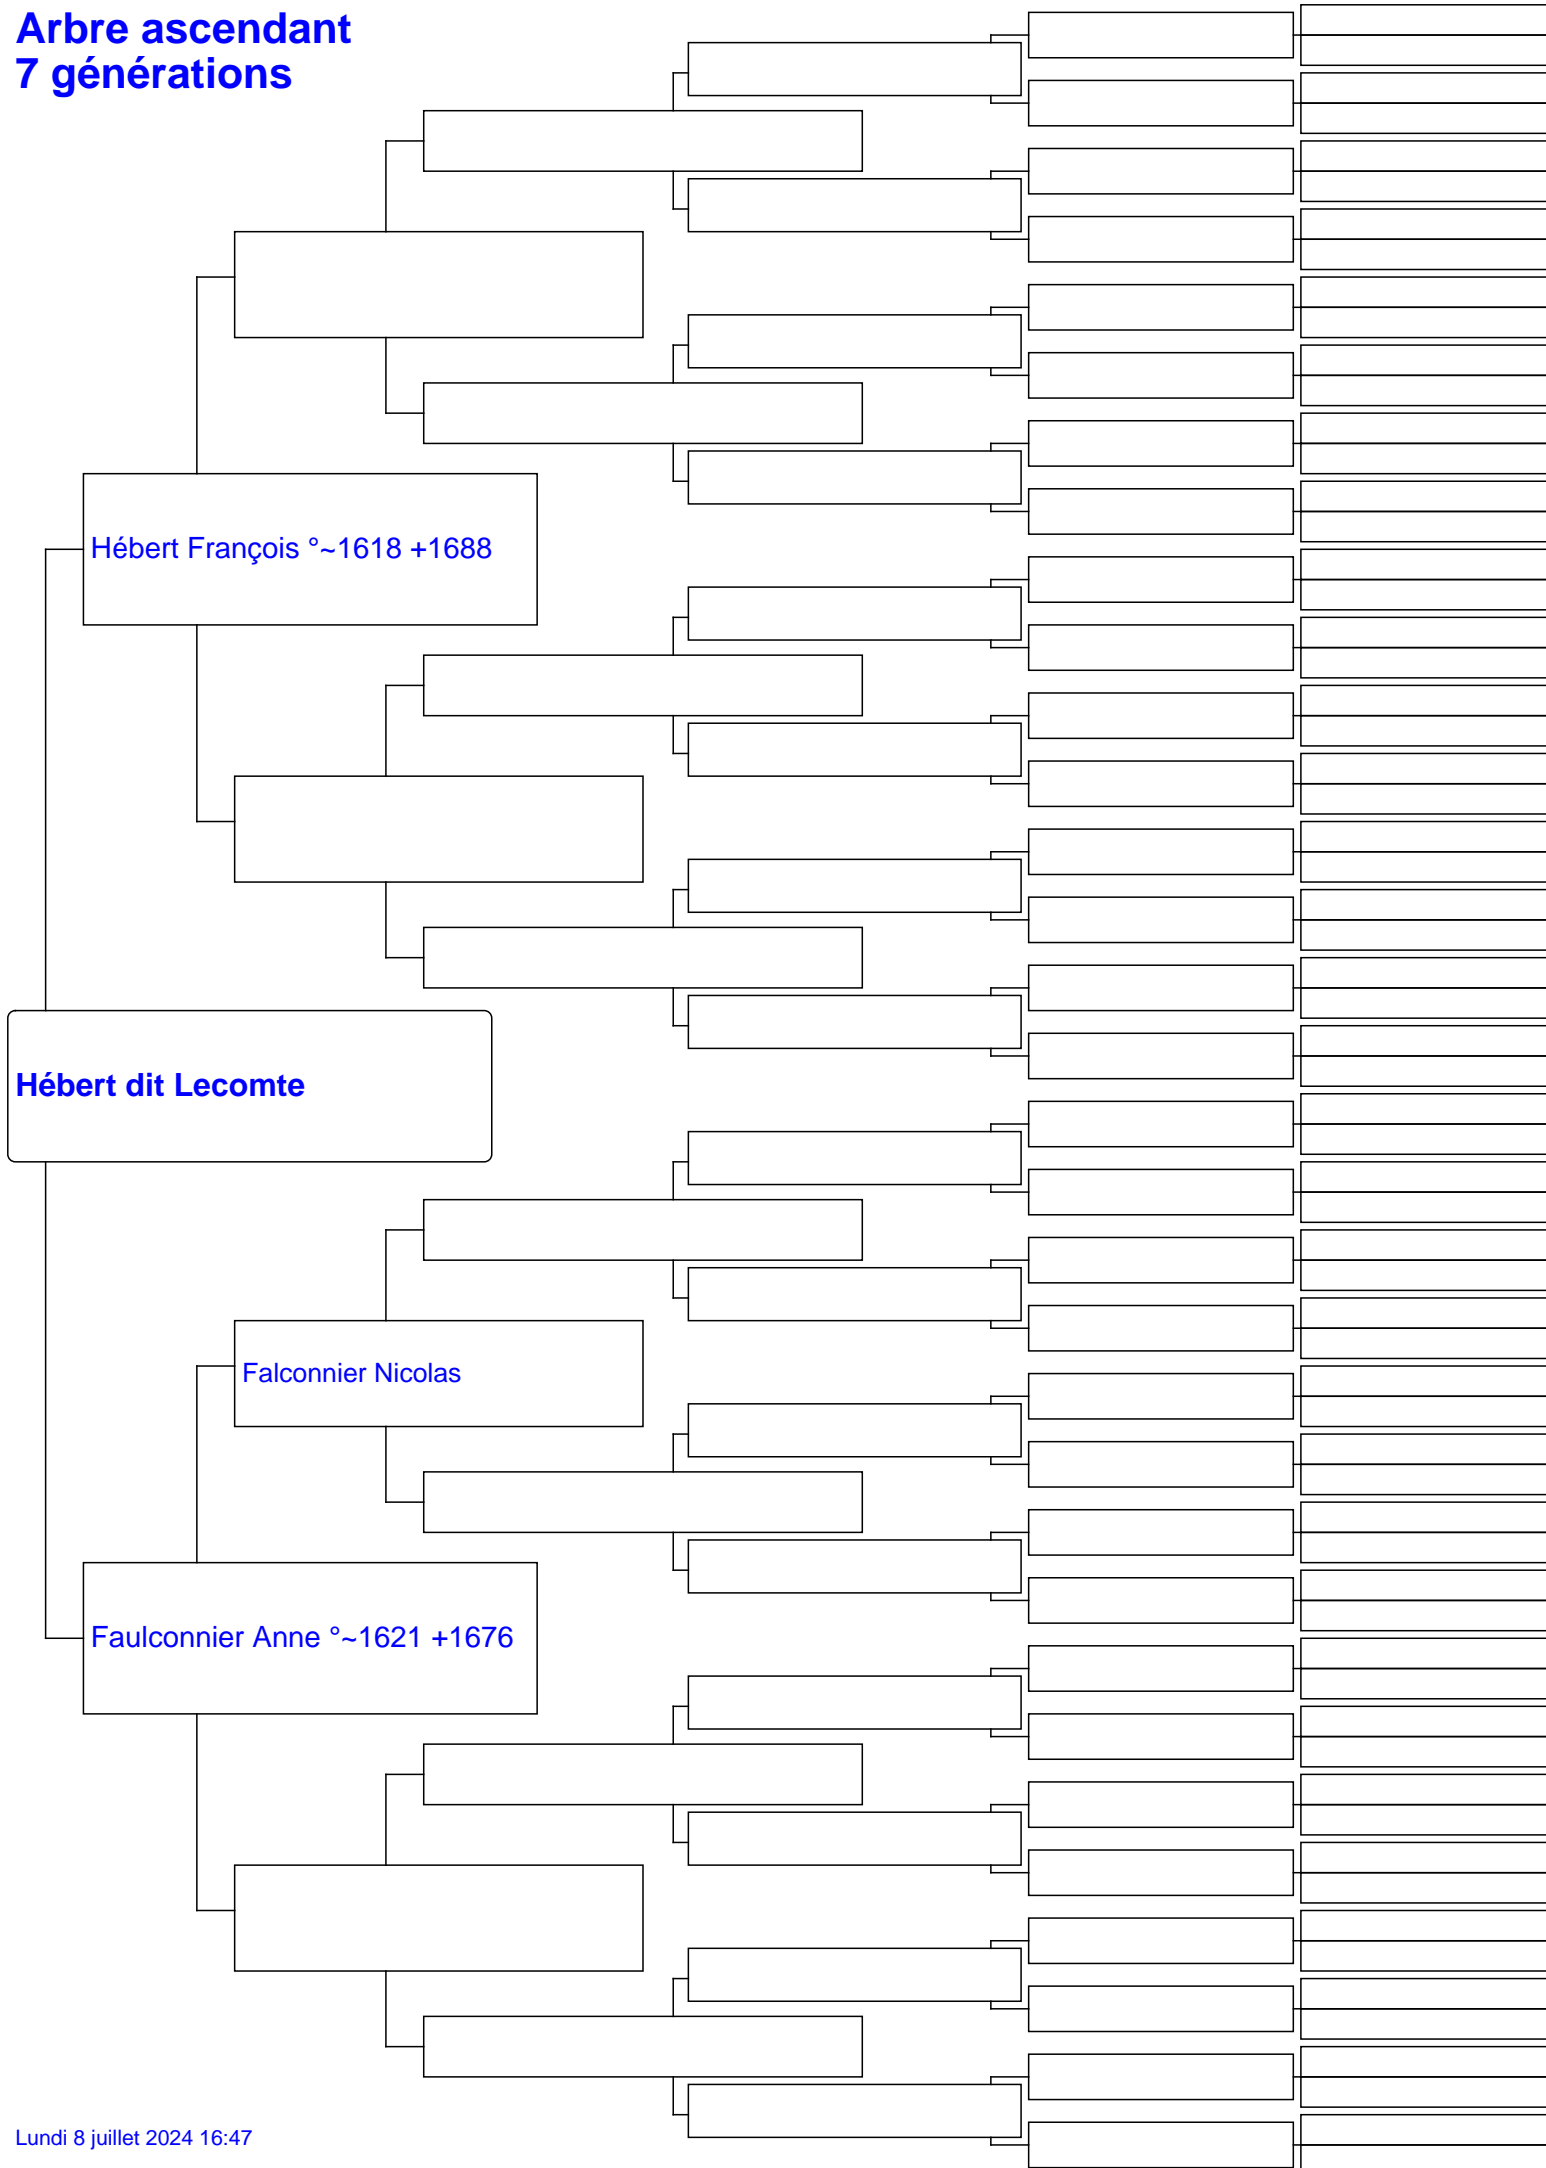 Arbre ascendant
7 générations
Hébert François °~1618 +1688
Hébert dit Lecomte
Falconnier Nicolas
Faulconnier Anne °~1621 +1676
Lundi 8 juillet 2024 16:47